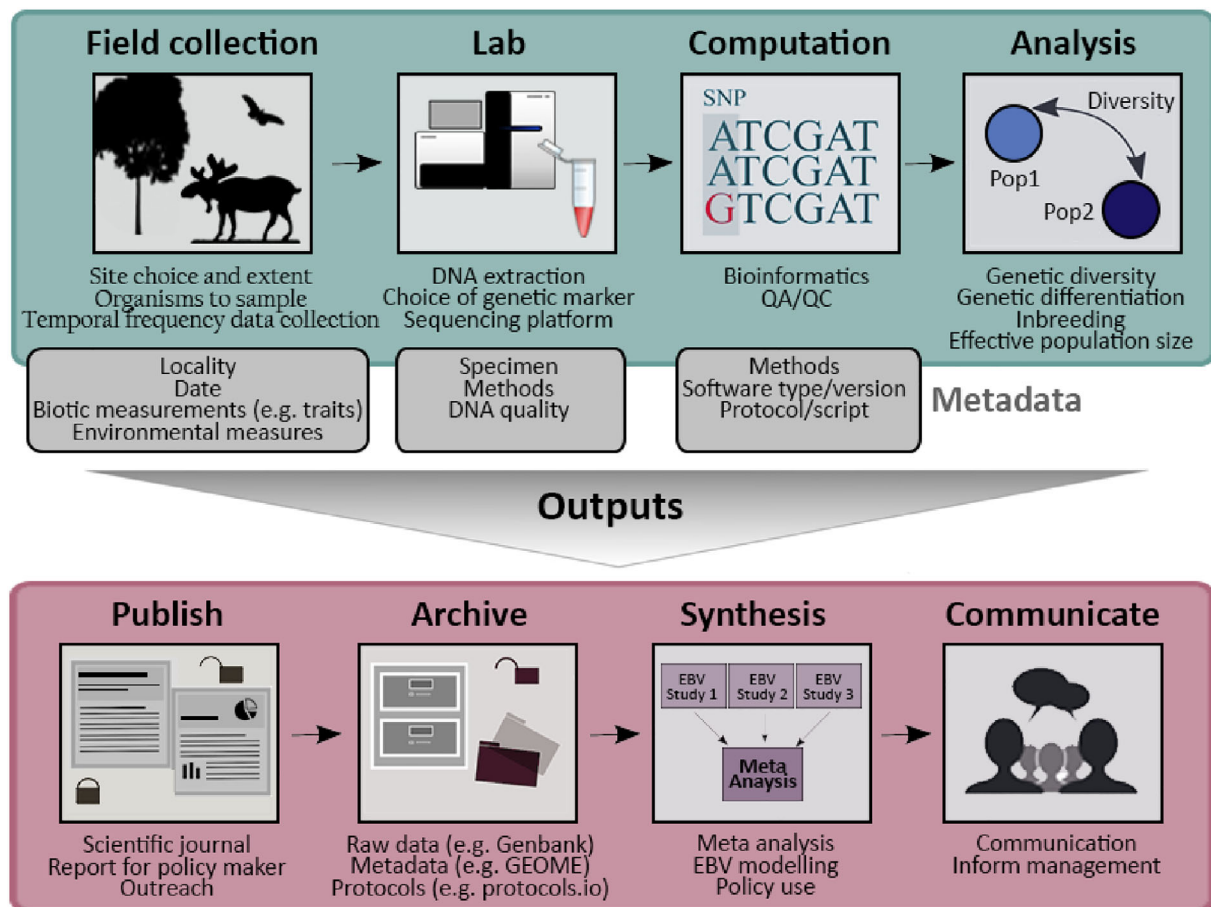 Field collection
Lab
Computation
Analysis
SNP
ATCGAT
ATCGAT
GTCGAT
Diversity
Pop1
Pop2
Site choice and extent
Organisms to sample
Temporal frequency data collection
DNA extraction
Choice of genetic marker
Sequencing platform
Bioinformatics
QA/QC
Genetic diversity
Genetic differentiation
Inbreeding
Effective population size
Locality
Date
Biotic measurements (e.g. traits)
Environmental measures
Specimen
Methods
DNA quality
Methods
Software type/version
Protocol/script
Metadata
Outputs
Publish
Archive
Synthesis
Communicate
EBV
Study 1
EBV
Study 2
EBV
Study 3
Meta
Anaysis
Scientific journal
Report for policy maker
Outreach
Raw data (e.g. Genbank)
Metadata (e.g. GEOME)
Protocols (e.g. protocols.io)
Meta analysis
EBV modelling
Policy use
Communication
Inform management